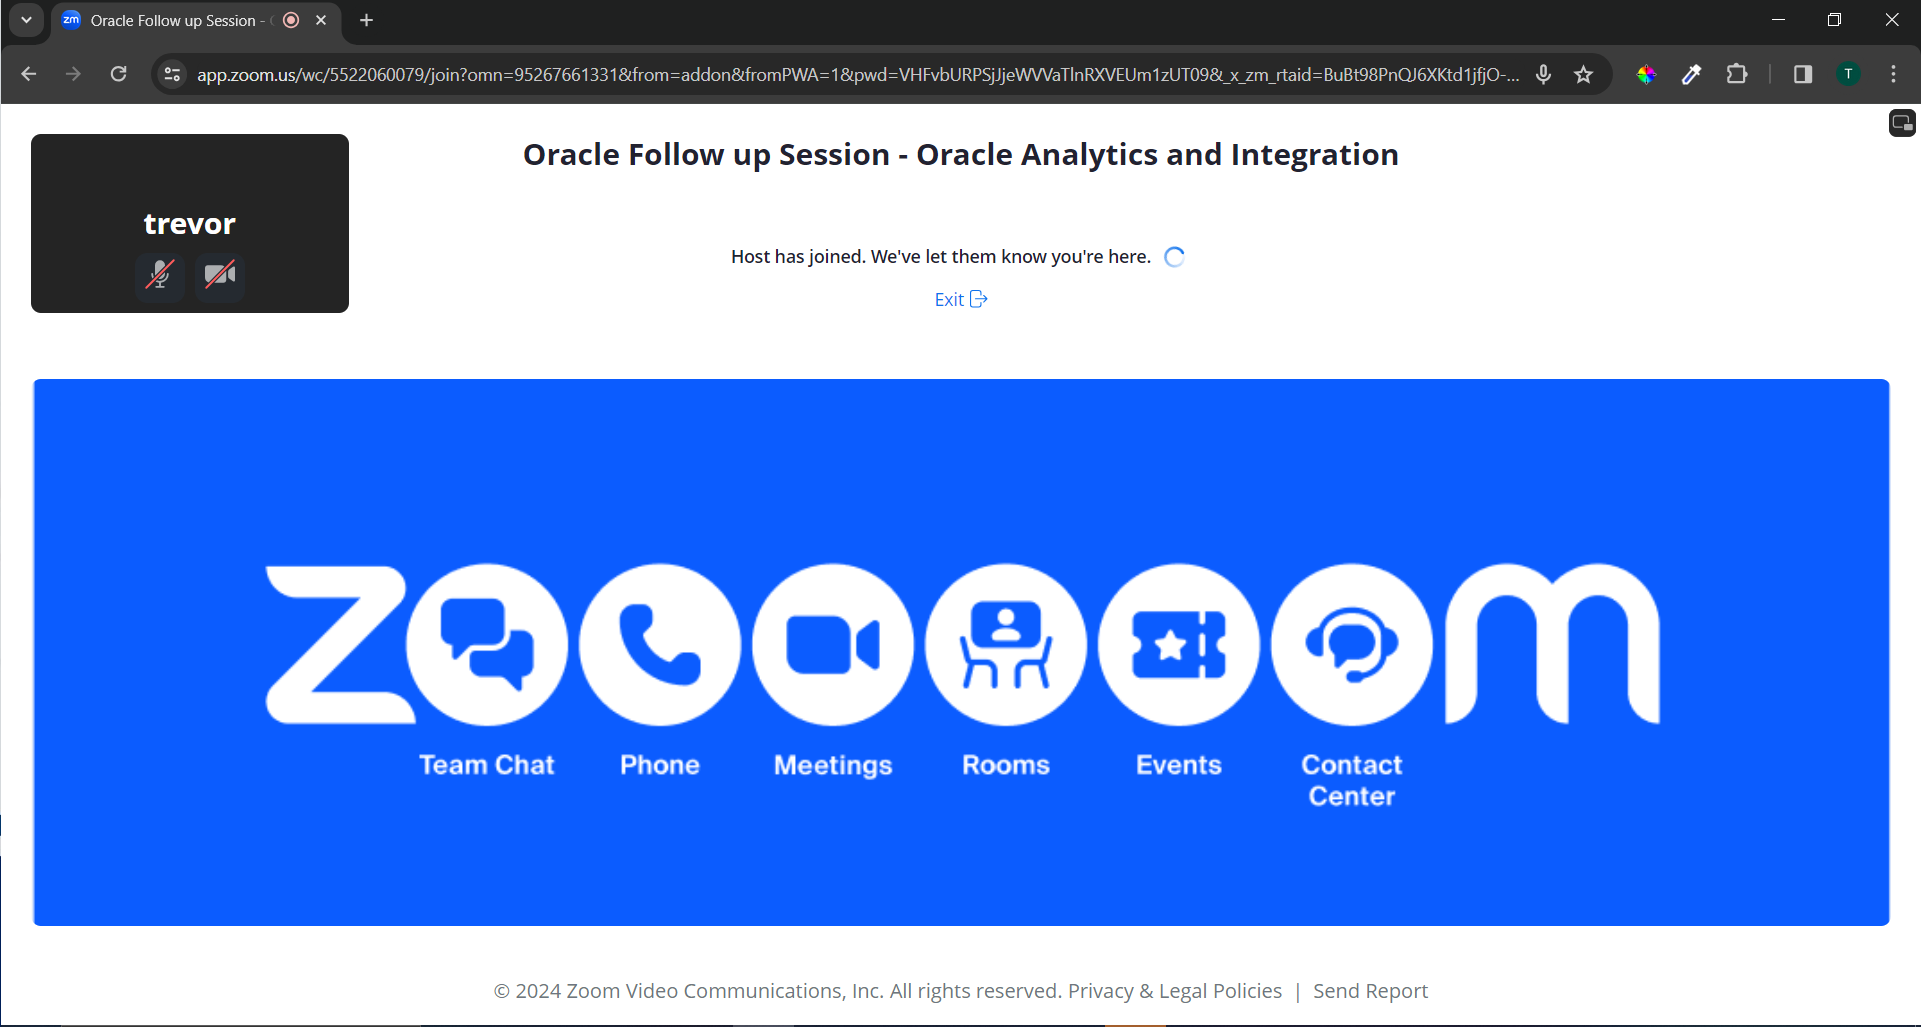 zm Oracle Follow up Session -
app.zoom.us/wc/5522060079/join?omn=95267661331&from=addon&fromPWA=1&pwd=VHFvbURPSjJjeWVVaTlnRXVEUm1zUT09&_x_zm_rtaid=BuBt98PnQJ6XKtd1jfjO-...
T
Oracle Follow up Session - Oracle Analytics and Integration
trevor
Host has joined. We've let them know you're here.
Exit
zoooooom
Team Chat Phone Meetings Rooms Events Contact
Center
© 2024 Zoom Video Communications, Inc. All rights reserved. Privacy & Legal Policies | Send Report